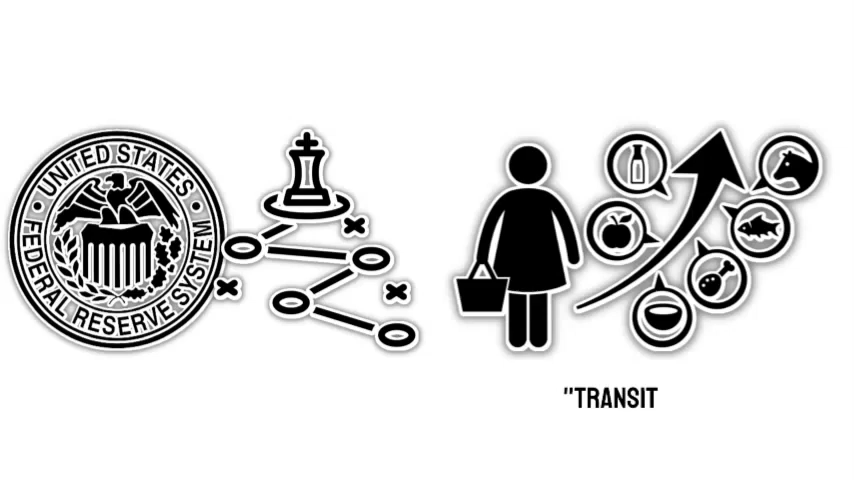 UNITED STATES
FEDERAL RESERVE SYSTEM
"TRANSIT